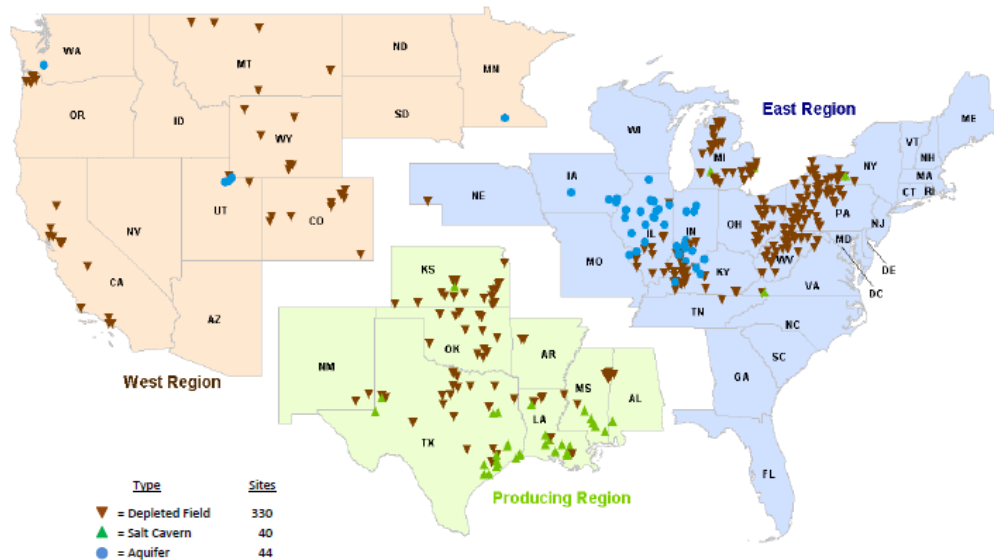 WA
ND
MN
MT
ME
OR
East Region
ID
SD
WI
VT
WY
NH
MI
NY
MA
IA
CT RI
NE
UT
PA
NV
CO
OH
NJ
IL
IN
MD
MO
WV
DE
KS
KY
CA
VA
DC
AZ
TN
NC
OK
AR
SC
NM
West Region
MS
AL
GA
LA
TX
FL
Type Sites
Producing Region
= Depleted Field 330
= Salt Cavern 40
= Aquifer 44